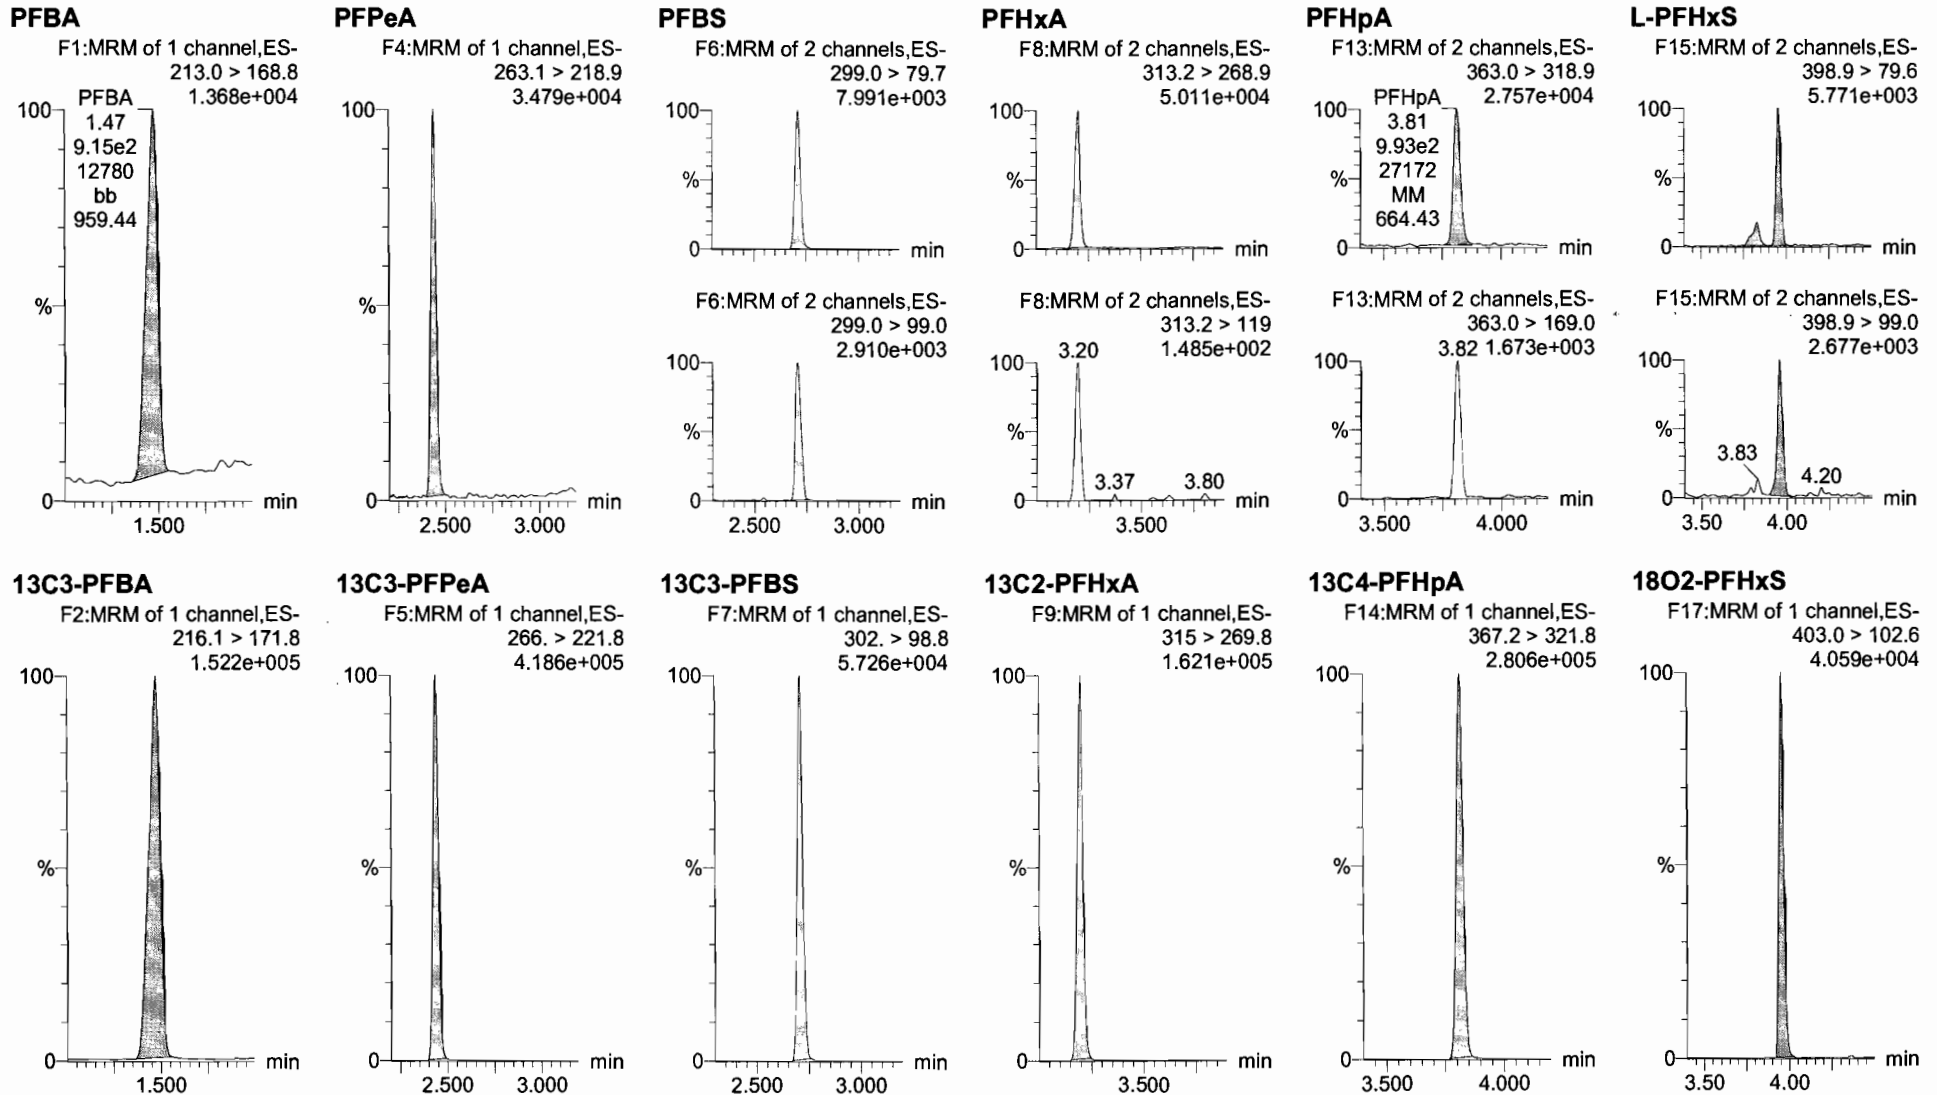 PFBA
F1:MRM of 1 channel,ES-
213.0 > 168.8
1.368e+004
PFBA
1.47
9.15e2
12780
bb
959.44
100
%
0
min
1.500
PFPeA
F4:MRM of 1 channel,ES-
263.1 > 218.9
3.479e+004
100
%
0
min
2.500 3.000
PFBS
F6:MRM of 2 channels,ES-
299.0 > 79.7
7.991e+003
100
%
0
min
F6:MRM of 2 channels,ES-
299.0 > 99.0
2.910e+003
100
%
0
min
2.500 3.000
PFHxA
F8:MRM of 2 channels,ES-
313.2 > 268.9
5.011e+004
100
%
0
min
F8:MRM of 2 channels,ES-
313.2 > 119
3.20 1.485e+002
100
%
3.37 3.80
0
min
3.500
PFHpA
F13:MRM of 2 channels,ES-
363.0 > 318.9
2.757e+004
PFHpA
3.81
9.93e2
27172
MM
664.43
100
%
0
min
F13:MRM of 2 channels,ES-
363.0 > 169.0
3.82 1.673e+003
100
%
0
min
3.500 4.000
L-PFHxS
F15:MRM of 2 channels,ES-
398.9 > 79.6
5.771e+003
100
%
0
min
F15:MRM of 2 channels,ES-
398.9 > 99.0
2.677e+003
100
%
3.83
4.20
0
min
3.50 4.00
13C3-PFBA
F2:MRM of 1 channel,ES-
216.1 > 171.8
1.522e+005
100
%
0
min
1.500
13C3-PFPeA
F5:MRM of 1 channel,ES-
266. > 221.8
4.186e+005
100
%
0
min
2.500 3.000
13C3-PFBS
F7:MRM of 1 channel,ES-
302. > 98.8
5.726e+004
100
%
0
min
2.500 3.000
13C2-PFHxA
F9:MRM of 1 channel,ES-
315 > 269.8
1.621e+005
100
%
0
min
3.500
13C4-PFHpA
F14:MRM of 1 channel,ES-
367.2 > 321.8
2.806e+005
100
%
0
min
3.500 4.000
18O2-PFHxS
F17:MRM of 1 channel,ES-
403.0 > 102.6
4.059e+004
100
%
0
min
3.50 4.00